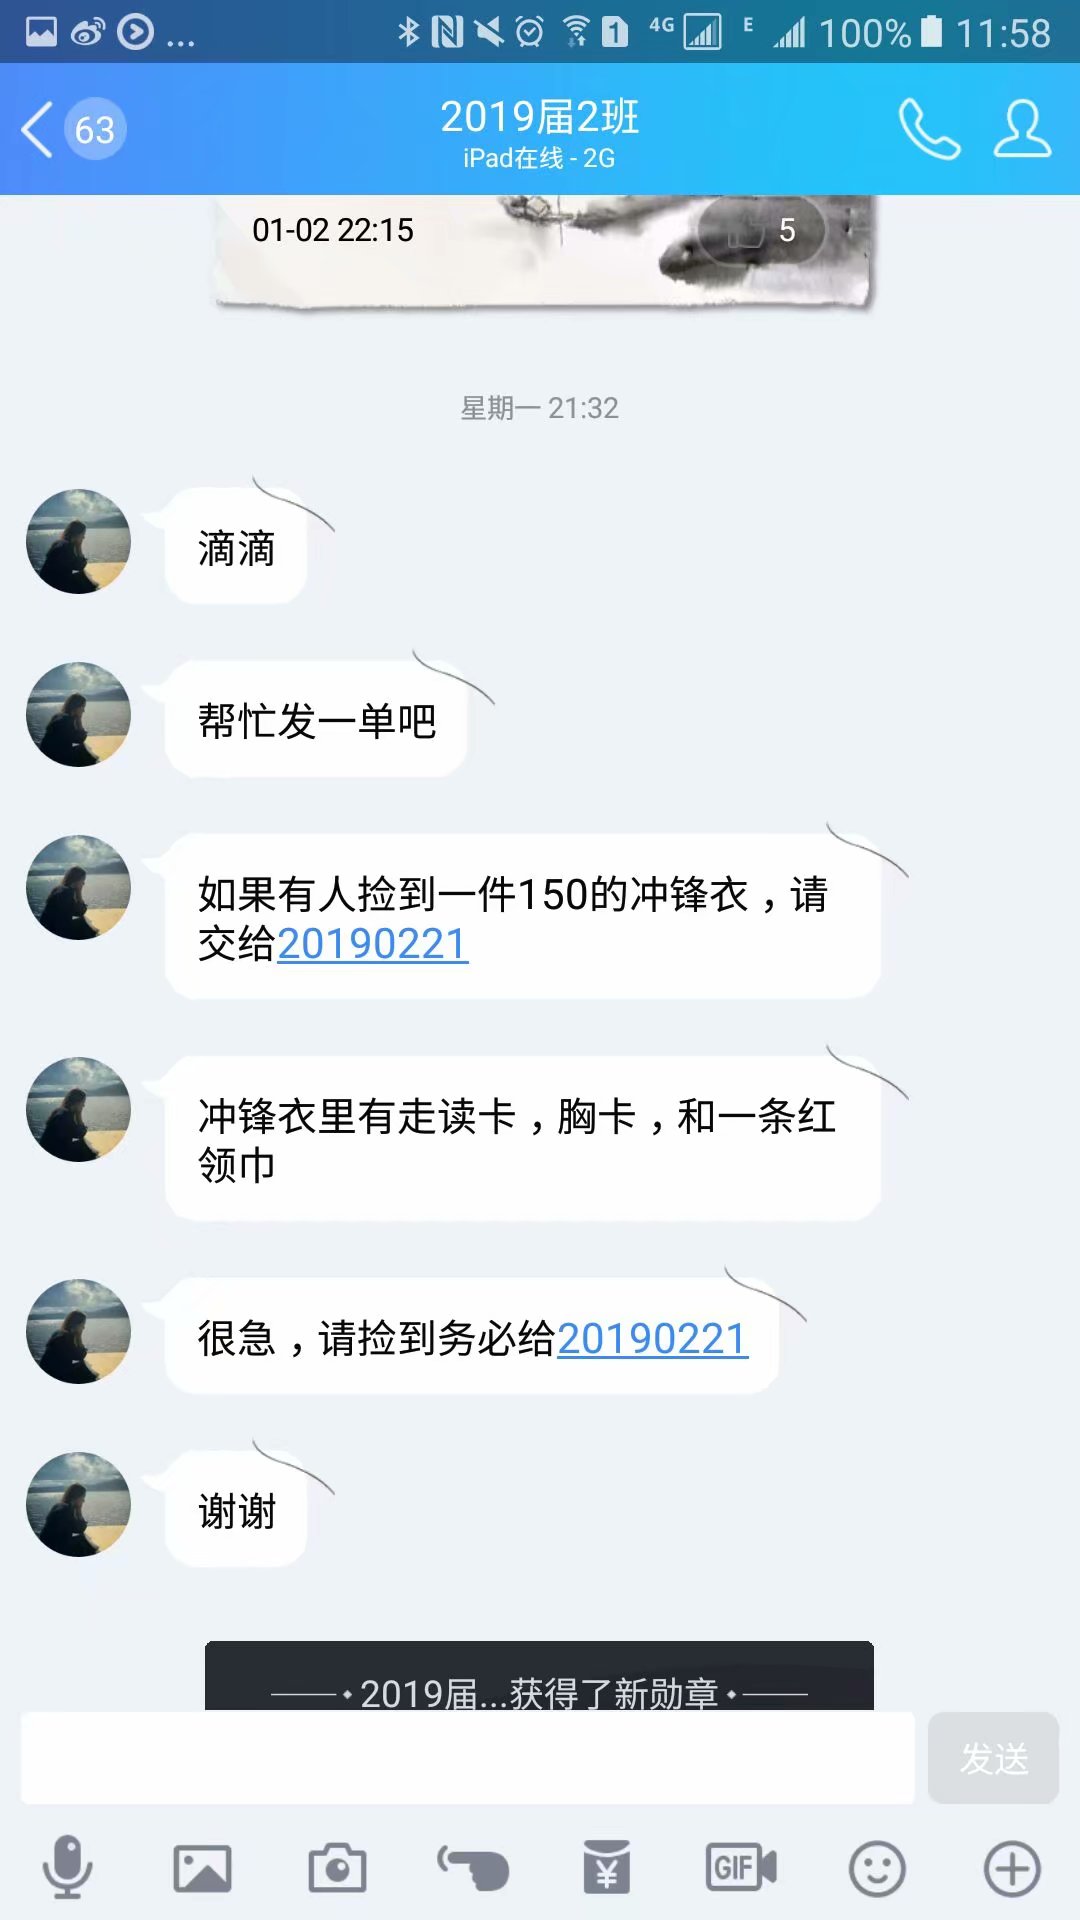 ... 1 4G E 100% 11:58
63
2019届2班
iPad在线 - 2G
01-02 22:15
5
星期一 21:32
滴滴
帮忙发一单吧
如果有人捡到一件150的冲锋衣，请
交给20190221
冲锋衣里有走读卡，胸卡，和一条红
领巾
很急，请捡到务必给20190221
谢谢
2019届...获得了新勋章
发送
GIF